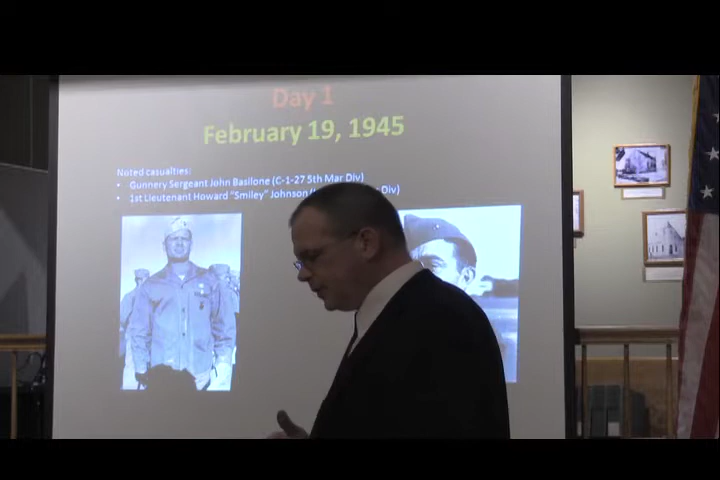 Day 1
February 19, 1945
Noted casualties:
• Gunnery Sergeant John Basilone (C-1-27 5th Mar Div)
• 1st Lieutenant Howard "Smiley" Johnson ( Div)